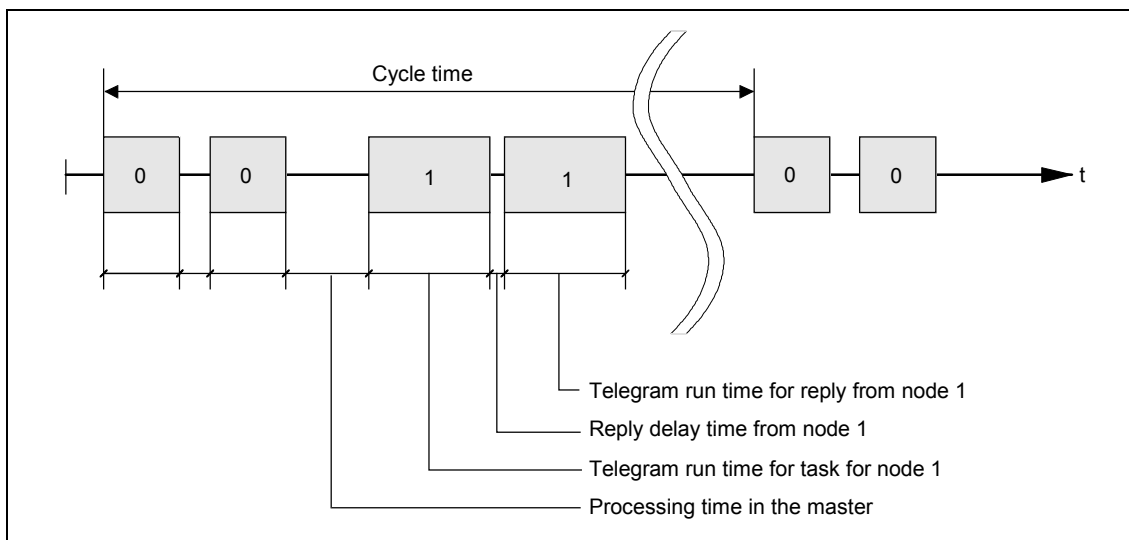 Cycle time
0
0
1
1
0
0
t
Telegram run time for reply from node 1
Reply delay time from node 1
Telegram run time for task for node 1
Processing time in the master